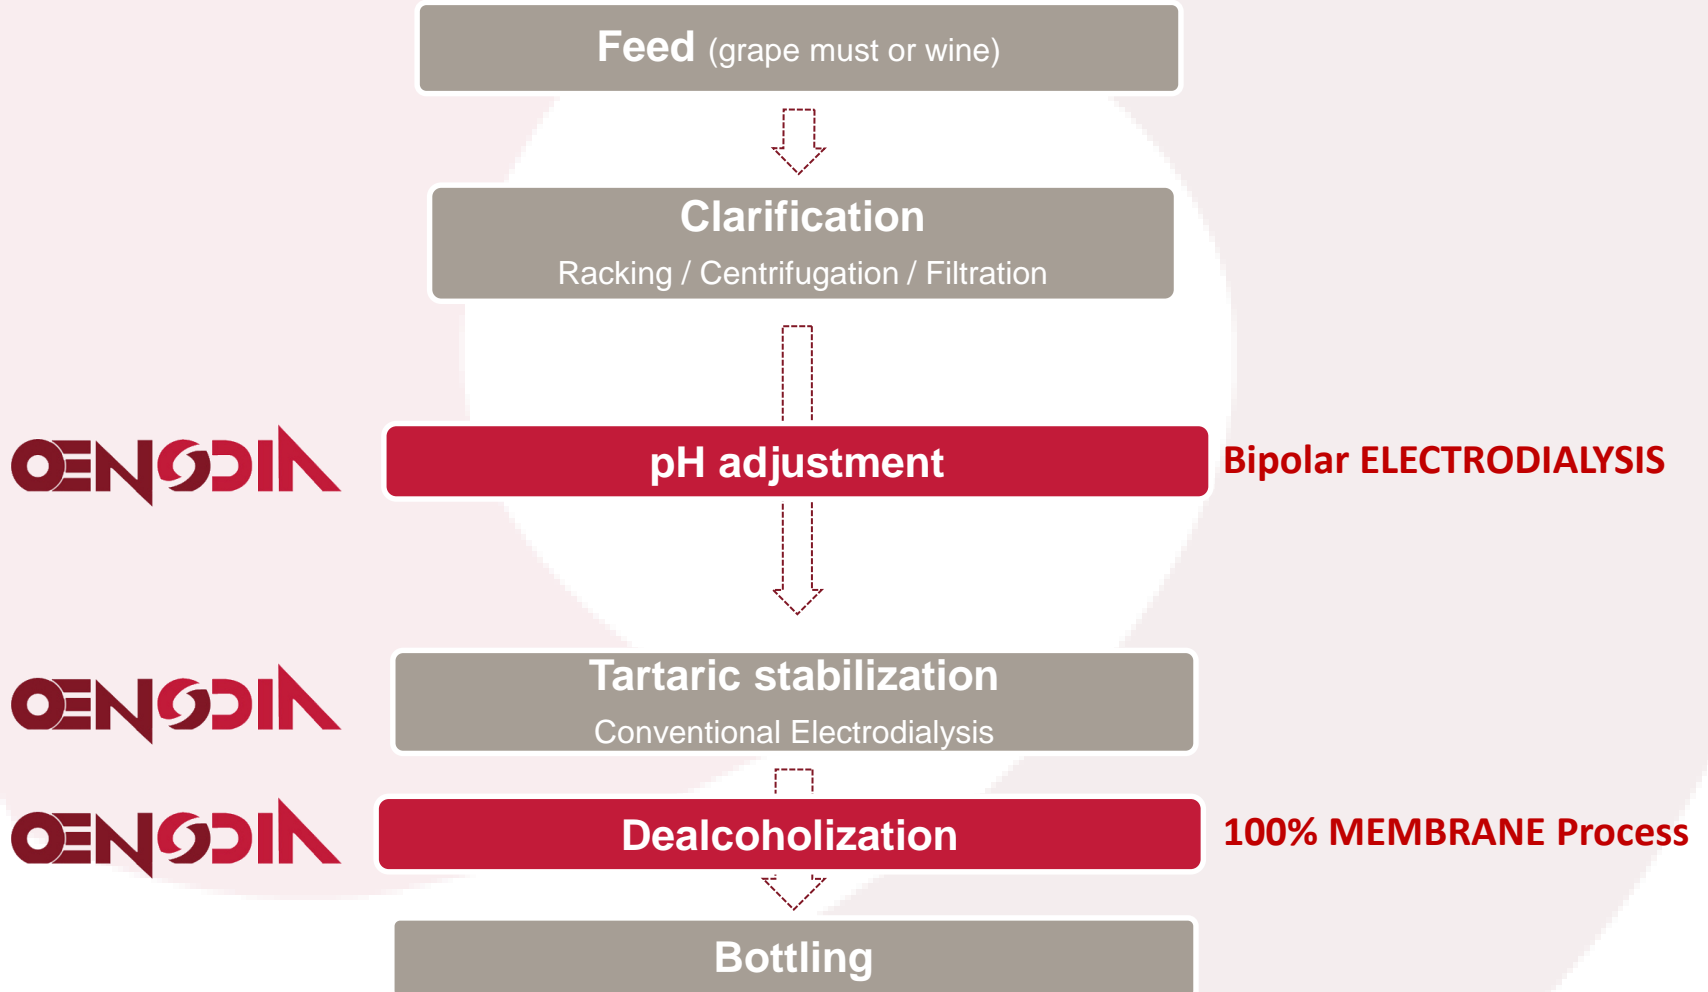 Feed (grape must or wine)
Clarification
Racking / Centrifugation / Filtration
OENODIA
pH adjustment
Bipolar ELECTRODIALYSIS
OENODIA
Tartaric stabilization
Conventional Electrodialysis
OENODIA
Dealcoholization
100% MEMBRANE Process
Bottling